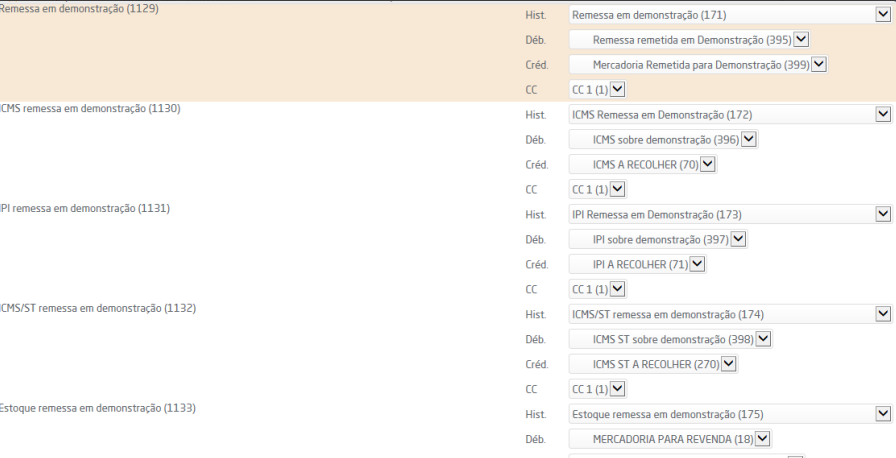 Remessa em demonstração (1129)
Hist. Remessa em demonstração (171)
Déb. Remessa remetida em Demonstração (395)
Créd. Mercadoria Remetida para Demonstração (399)
CC CC 1 (1)
ICMS remessa em demonstração (1130)
Hist. ICMS Remessa em Demonstração (172)
Déb. ICMS sobre demonstração (396)
Créd. ICMS A RECOLHER (70)
CC CC 1 (1)
IPI remessa em demonstração (1131)
Hist. IPI Remessa em Demonstração (173)
Déb. IPI sobre demonstração (397)
Créd. IPI A RECOLHER (71)
CC CC 1 (1)
ICMS/ST remessa em demonstração (1132)
Hist. ICMS/ST remessa em demonstração (174)
Déb. ICMS ST sobre demonstração (398)
Créd. ICMS ST A RECOLHER (270)
CC CC 1 (1)
Estoque remessa em demonstração (1133)
Hist. Estoque remessa em demonstração (175)
Déb. MERCADORIA PARA REVENDA (18)